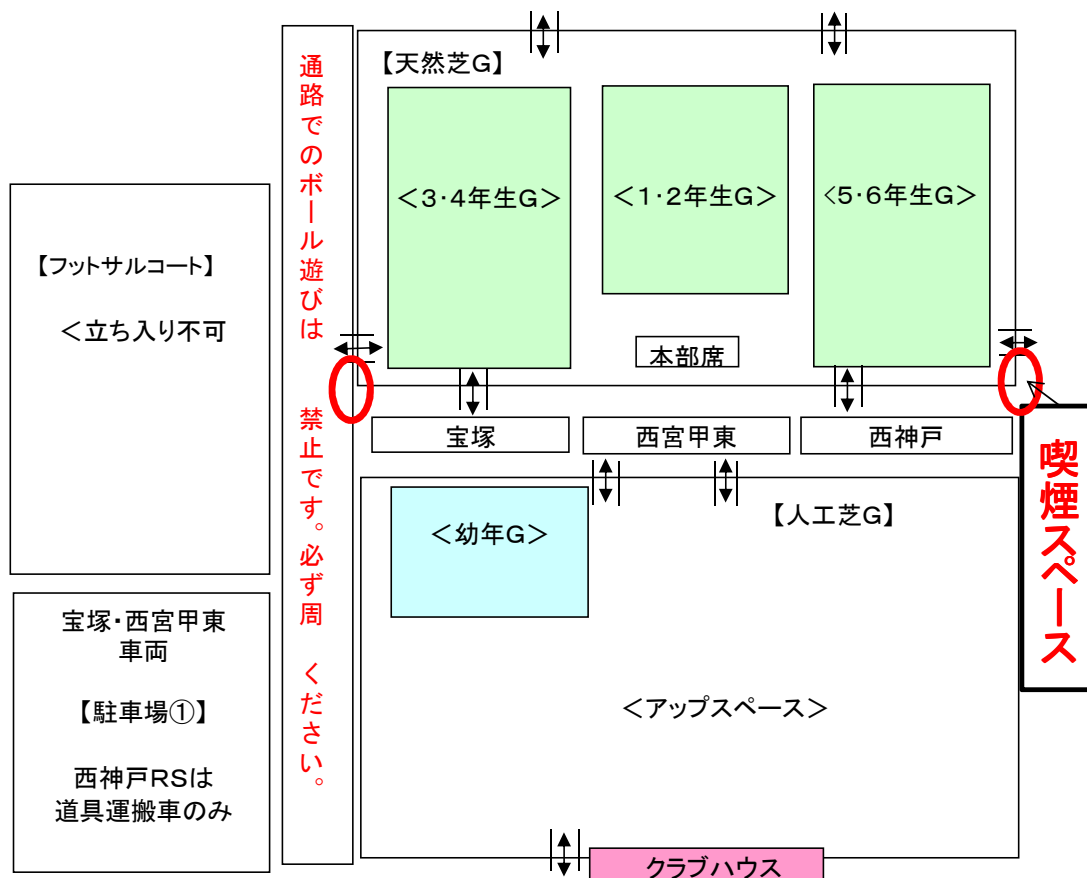 通路でのボール遊びは　禁止です。必ず周　ください。
【天然芝G】
＜3・4年生G＞
＜1・2年生G＞
＜5・6年生G＞
本部席
【フットサルコート】
＜立ち入り不可
宝塚
西宮甲東
西神戸
喫煙スペース
【人工芝G】
＜幼年G＞
＜アップスペース＞
宝塚・西宮甲東
車両
【駐車場①】
西神戸RSは
道具運搬車のみ
クラブハウス